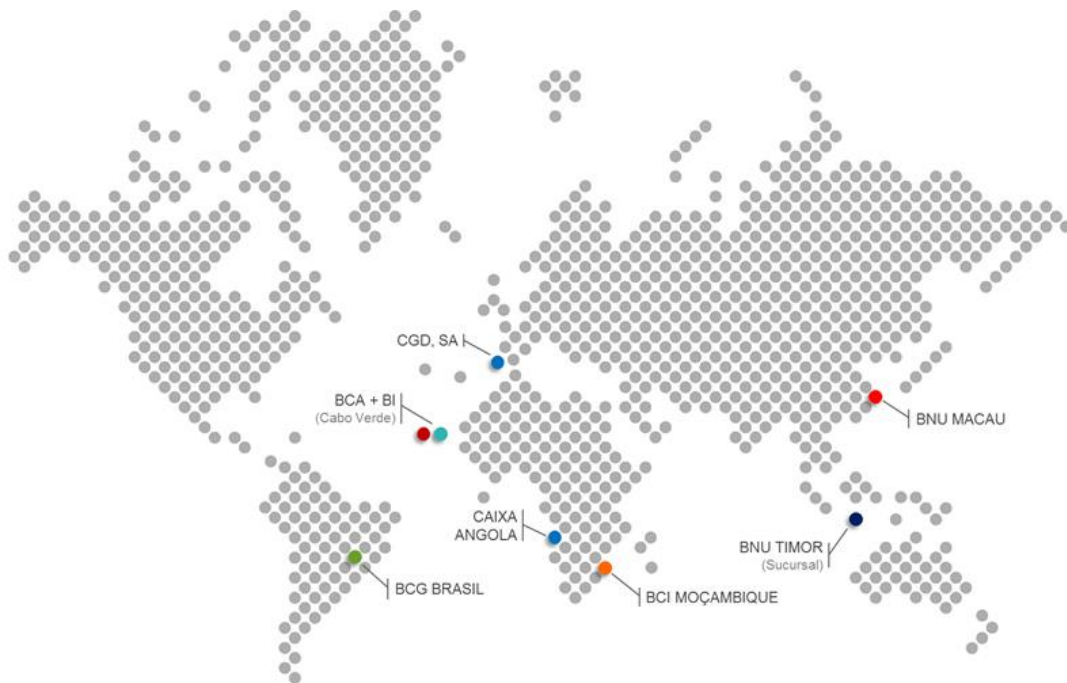 CGD, SA
BCA + BI
(Cabo Verde)
BNU MACAU
CAIXA
ANGOLA
BNU TIMOR
(Sucursal)
BCG BRASIL
BCI MOÇAMBIQUE